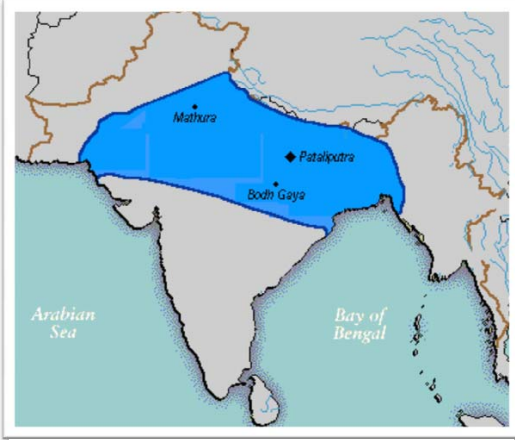 Mathura
Pataliputra
Bodh Gaya
Arabian
Sea
Bay of
Bengal